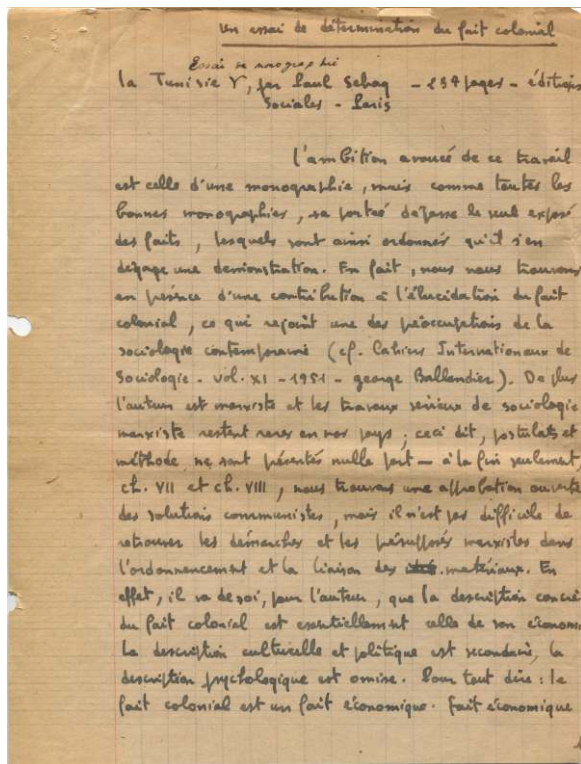 Un essai de détermination du fait colonial
Essai de monographie
la Tunisie γ, par Paul Sebag - 234 pages - éditions
Sociales - Paris
l'ambition avouée de ce travail
est celle d'une monographie, mais comme toutes les
bonnes monographies, sa portée dépasse le seul exposé
des faits, lesquels sont ainsi ordonnés qu'il s'en
dégage une démonstration. En fait, nous nous trouvons
en présence d'une contribution à l'élucidation du fait
colonial, ce qui rejoint une des préoccupations de la
sociologie contemporaine (cf. Cahiers Internationaux de
Sociologie - vol. XI - 1951 - george Ballandier). De plus
l'auteur est marxiste et les travaux sérieux de sociologie
marxiste restent rares en nos pays; ceci dit, postulats et
méthode ne sont présentés nulle part - à la fin seulement
ch. VII et ch. VIII, nous trouvons une approbation ouverte
des solutions communistes, mais il n'est pas difficile de
retrouver les démarches et les présupposés marxistes dans
l'ordonnancement et la liaison des matériaux. En
effet, il va de soi, pour l'auteur, que la description concrè
du fait colonial est essentiellement celle de son économi
la description culturelle et politique est secondaire, la
description psychologique est omise. Pour tout dire : le
fait colonial est un fait économique. Fait économique